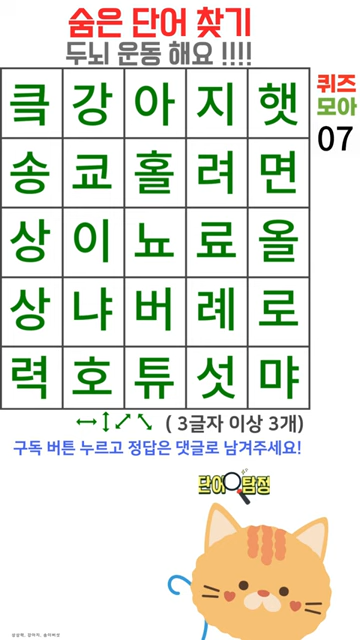 숨은 단어 찾기
두뇌 운동 해요 !!!!
퀴즈
모아
07
킄 강 아 지 햇
송 쿄 홀 려 면
상 이 뇨 료 올
상 냐 버 례 로
력 호 튜 섯 먀
( 3글자 이상 3개)
구독 버튼 누르고 정답은 댓글로 남겨주세요!
단어 탐정